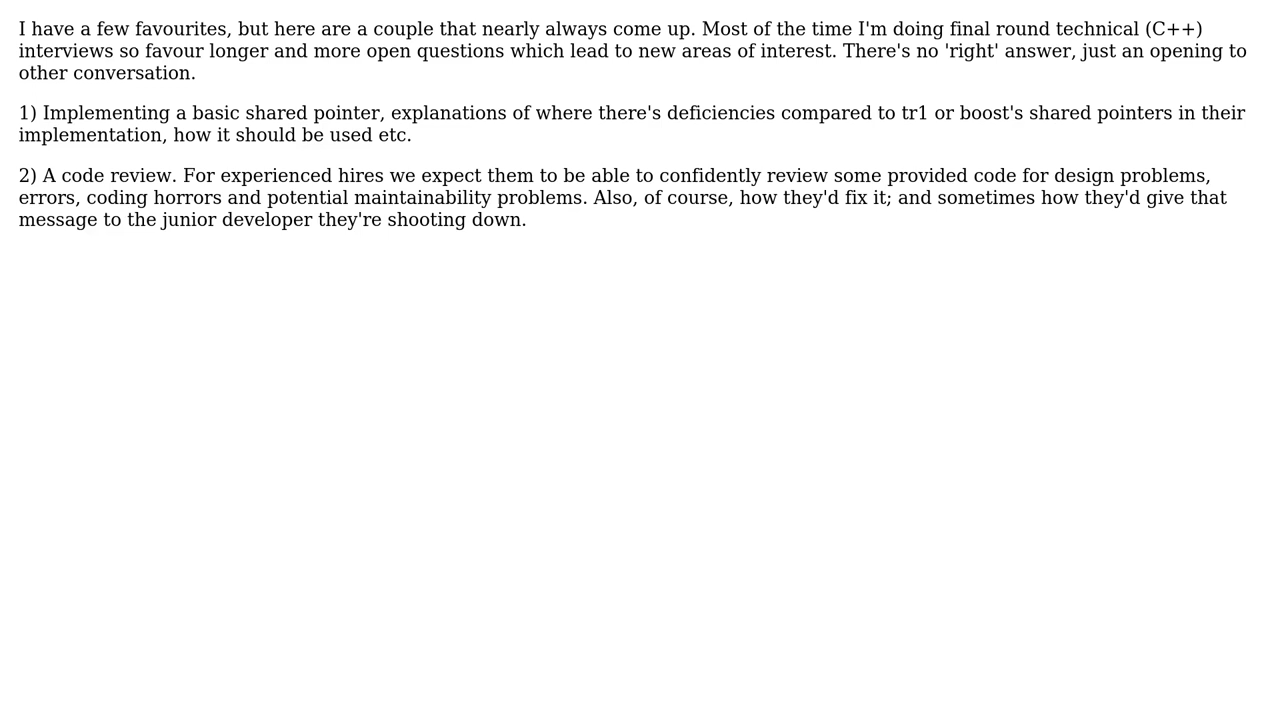 I have a few favourites, but here are a couple that nearly always come up. Most of the time I'm doing final round technical (C++)
interviews so favour longer and more open questions which lead to new areas of interest. There's no 'right' answer, just an opening to
other conversation.
1) Implementing a basic shared pointer, explanations of where there's deficiencies compared to tr1 or boost's shared pointers in their
implementation, how it should be used etc.
2) A code review. For experienced hires we expect them to be able to confidently review some provided code for design problems,
errors, coding horrors and potential maintainability problems. Also, of course, how they'd fix it; and sometimes how they'd give that
message to the junior developer they're shooting down.